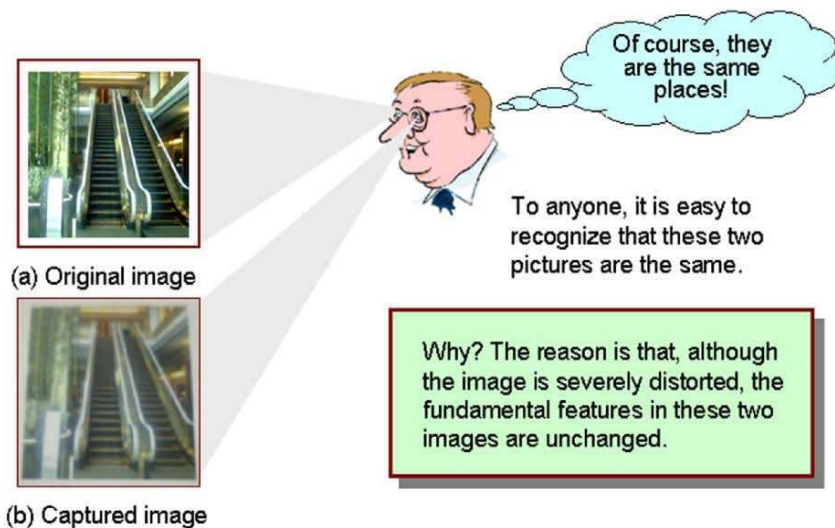 Of course, they
are the same
places!
(a) Original image
To anyone, it is easy to
recognize that these two
pictures are the same.
Why? The reason is that, although
the image is severely distorted, the
fundamental features in these two
images are unchanged.
(b) Captured image